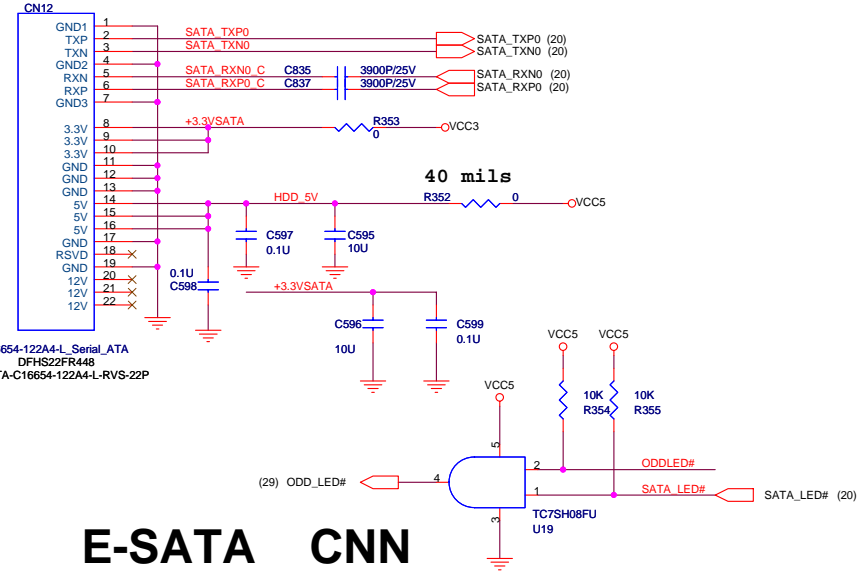 CN12
GND1 1
TXP 2 SATA_TXP0 SATA_TXP0 (20)
TXN 3 SATA_TXN0 SATA_TXN0 (20)
GND2 4
RXN 5 SATA_RXN0_C C835 3900P/25V SATA_RXN0 (20)
RXP 6 SATA_RXP0_C C837 3900P/25V SATA_RXP0 (20)
GND3 7
3.3V 8 +3.3VSATA R353 VCC3
0
3.3V 9
3.3V 10
GND 11
GND 12
GND 13
40 mils
5V 14 HDD_5V R352 0 VCC5
5V 15
5V 16
GND 17
RSVD 18
GND 19
12V 20
12V 21
12V 22
C597
0.1U
C595
10U
0.1U
C598
+3.3VSATA
C596
10U
C599
0.1U
654-122A4-L_Serial_ATA
DFHS22FR448
TA-C16654-122A4-L-RVS-22P
VCC5 VCC5
10K
R354
10K
R355
VCC5
5
2 ODDLED#
(29) ODD_LED# 4
1 SATA_LED# SATA_LED# (20)
3
TC7SH08FU
U19
E-SATA CNN